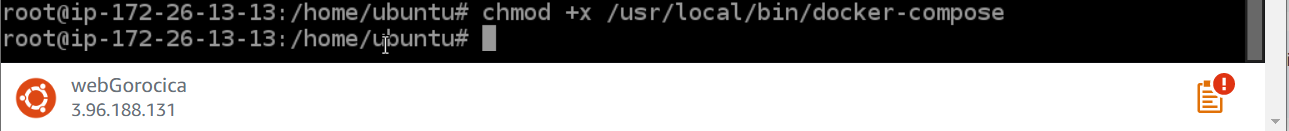 root@ip-172-26-13-13:/home/ubuntu# chmod +x /usr/local/bin/docker-compose
root@ip-172-26-13-13:/home/ubuntu#
webGorocica
3.96.188.131